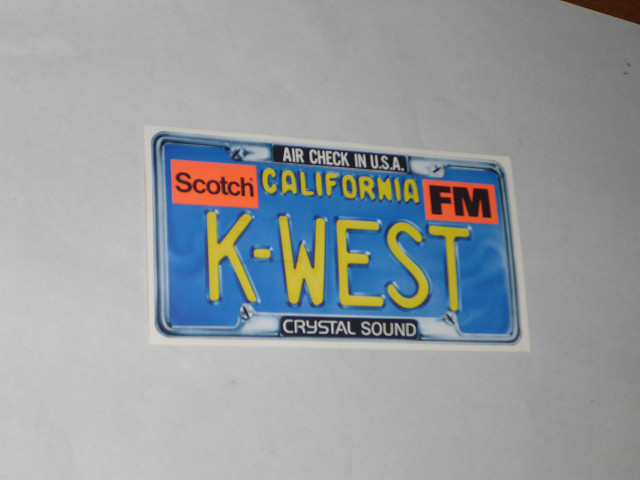 AIR CHECK IN U.S.A.
Scotch CALIFORNIA FM
K-WEST
CRYSTAL SOUND